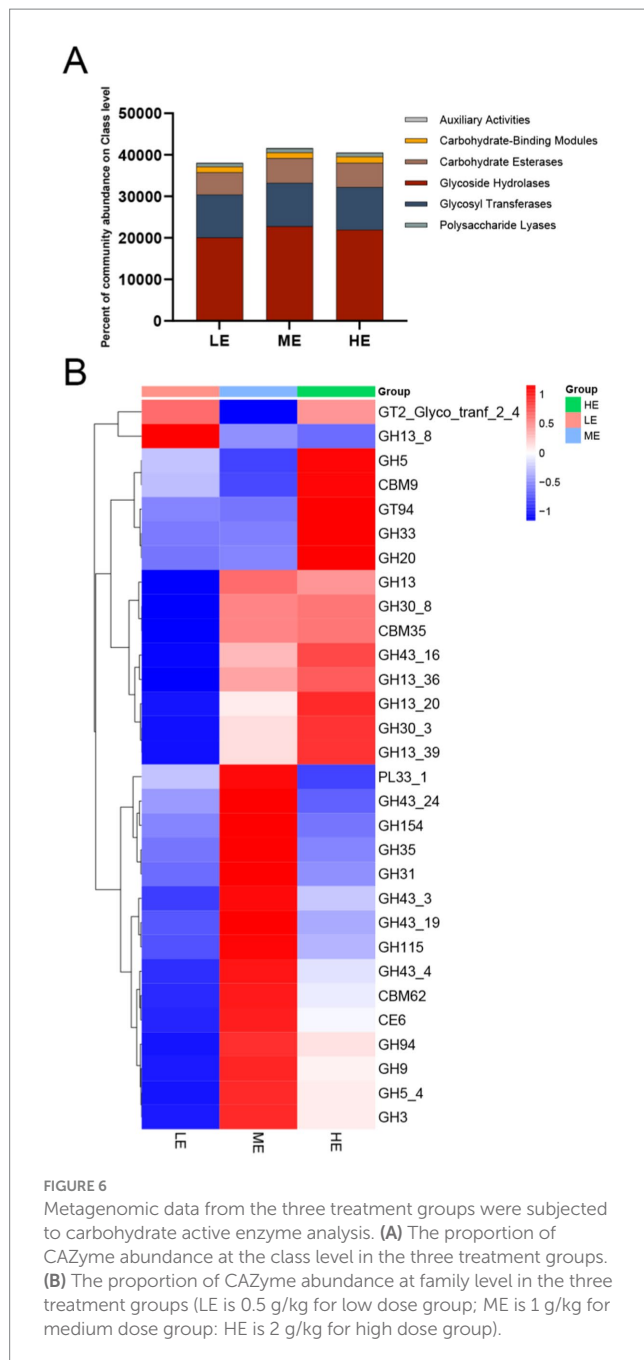 A
Percent of community abundance on Class level
50000
40000
30000
20000
10000
0
LE ME HE
Auxiliary Activities
Carbohydrate-Binding Modules
Carbohydrate Esterases
Glycoside Hydrolases
Glycosyl Transferases
Polysaccharide Lyases
B
Group
GT2_Glyco_tranf_2_4
GH13_8
GH5
CBM9
GT94
GH33
GH20
GH13
GH30_8
CBM35
GH43_16
GH13_36
GH13_20
GH30_3
GH13_39
PL33_1
GH43_24
GH154
GH35
GH31
GH43_3
GH43_19
GH115
GH43_4
CBM62
CE6
GH94
GH9
GH5_4
GH3
LE ME HE
1
0.5
0
-0.5
-1
Group
HE
LE
ME
FIGURE 6
Metagenomic data from the three treatment groups were subjected
to carbohydrate active enzyme analysis. (A) The proportion of
CAZyme abundance at the class level in the three treatment groups.
(B) The proportion of CAZyme abundance at family level in the three
treatment groups (LE is 0.5 g/kg for low dose group; ME is 1 g/kg for
medium dose group: HE is 2 g/kg for high dose group).